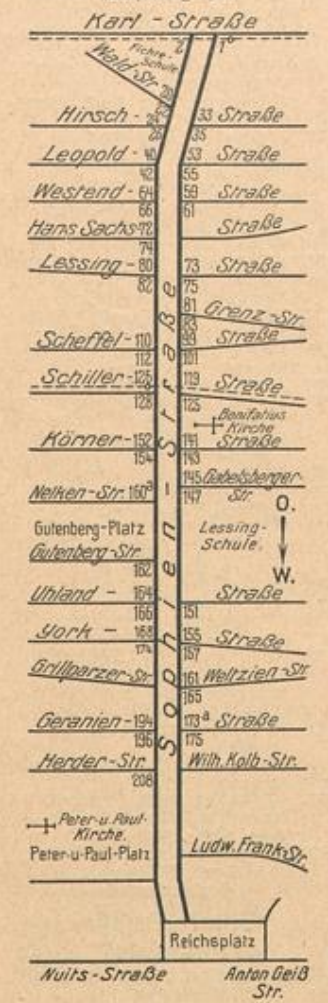 Karl - Straße
2 1ᵇ
Fichte-Schule
Wald-Str.
Hirsch - 33 Straße
28 35
Leopold - 40 53 Straße
42 55
Westend - 64 59 Straße
66 61
Hans Sachs-72 Straße
74
Lessing - 80 73 Straße
82 75
81 Grenz-Str.
83
Scheffel-110 99 Straße
112 101
Schiller-126 119 Straße
128 125
Bonifatius
Kirche
Körner-152 141 Straße
154 143
145 Gabelsberger-
Str.
Nelken-Str. 160ᵃ 147
O.
W.
Gutenberg-Platz
Lessing-
Schule.
Gutenberg-Str.
162
Uhland - 164 Straße
166 151
York - 168 155 Straße
174 157
Grillparzer-Str. 161 Weltzien-Str.
165
Geranien-194 173ᵃ Straße
196 175
Herder-Str. Wilh. Kolb-Str.
208
Peter-u. Paul-
Kirche.
Peter-u-Paul-Platz
Ludw. Frank-Str.
Sophien-Straße
Reichsplatz
Nuits-Straße Anton Geiß
Str.